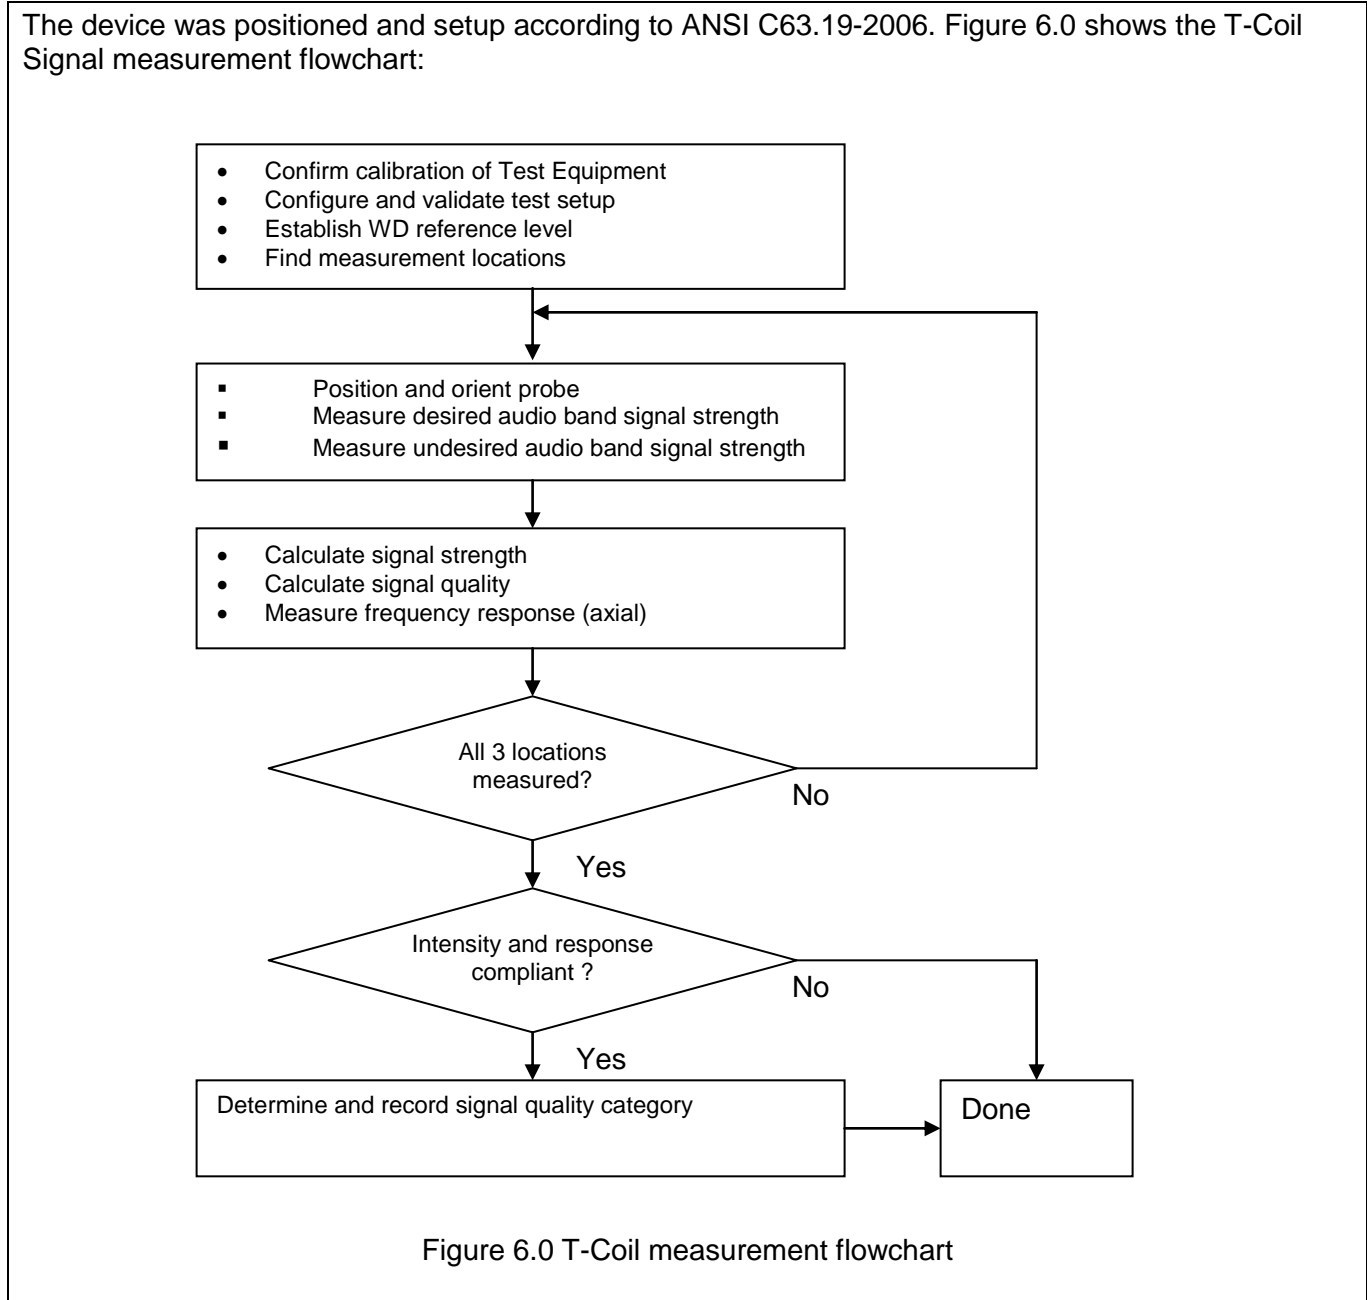 The device was positioned and setup according to ANSI C63.19-2006. Figure 6.0 shows the T-Coil
Signal measurement flowchart:
• Confirm calibration of Test Equipment
• Configure and validate test setup
• Establish WD reference level
• Find measurement locations
▪ Position and orient probe
▪ Measure desired audio band signal strength
▪ Measure undesired audio band signal strength
• Calculate signal strength
• Calculate signal quality
• Measure frequency response (axial)
All 3 locations
measured?
No
Yes
Intensity and response
compliant ?
No
Yes
Determine and record signal quality category
Done
Figure 6.0 T-Coil measurement flowchart